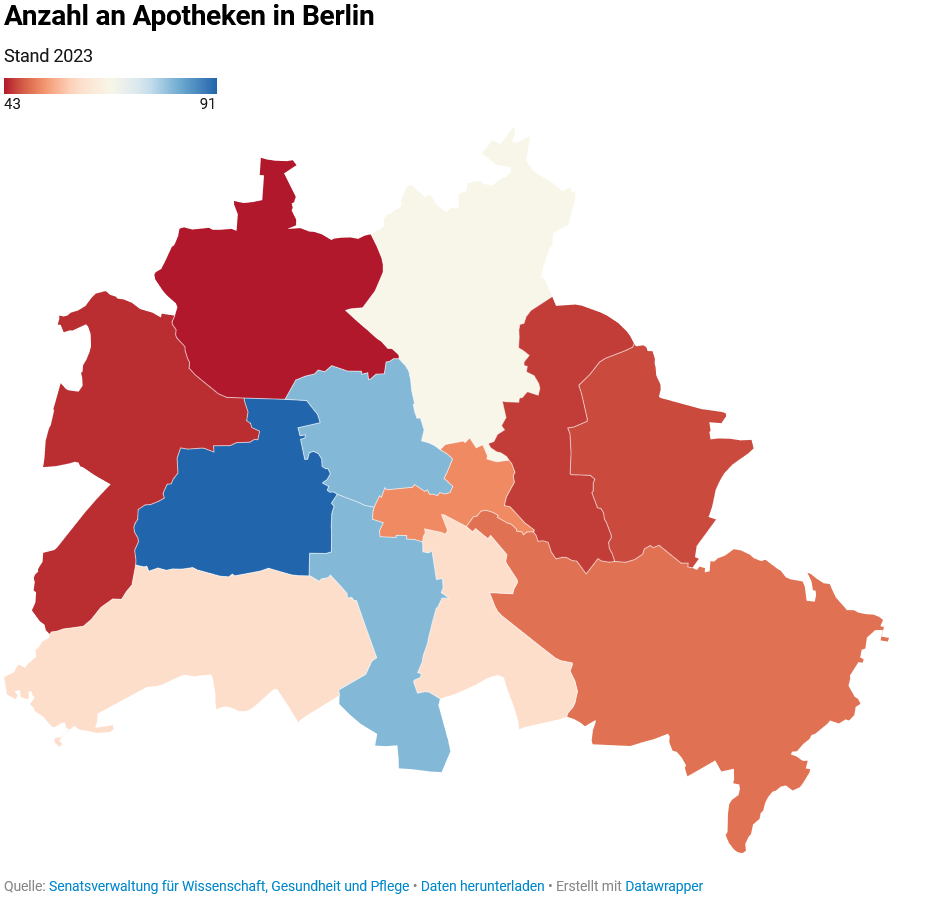 Anzahl an Apotheken in Berlin
Stand 2023
43 91
Quelle: Senatsverwaltung für Wissenschaft, Gesundheit und Pflege • Daten herunterladen • Erstellt mit Datawrapper